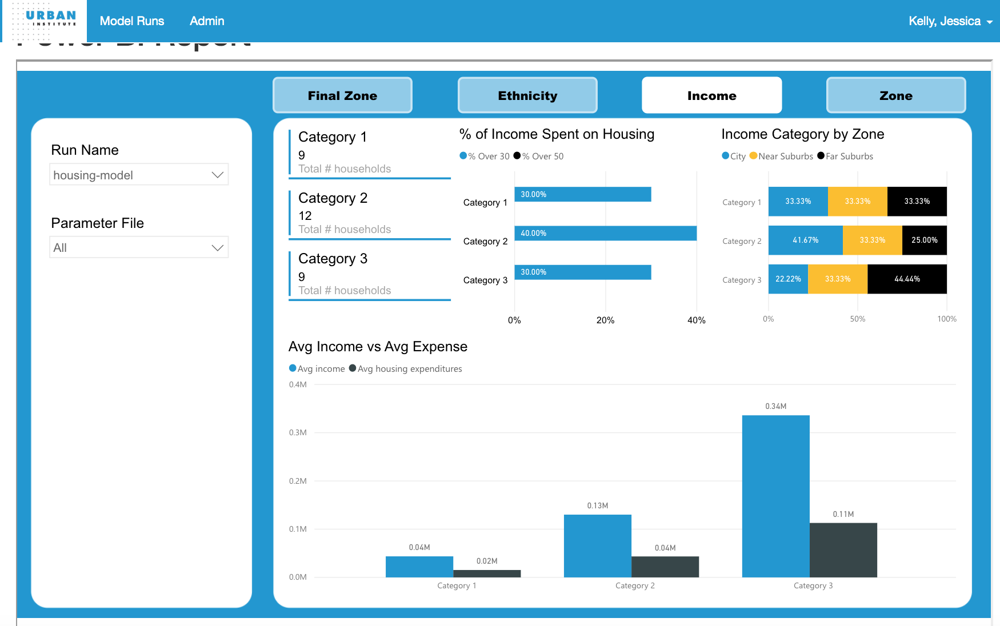 URBAN
INSTITUTE
Model Runs
Admin
Kelly, Jessica
Power BI Report
Final Zone
Ethnicity
Income
Zone
Run Name
housing-model
Parameter File
All
Category 1
9
Total # households
Category 2
12
Total # households
Category 3
9
Total # households
% of Income Spent on Housing
% Over 30 % Over 50
Category 1 30.00%
Category 2 40.00%
Category 3 30.00%
0% 20% 40%
Income Category by Zone
City Near Suburbs Far Suburbs
Category 1 33.33% 33.33% 33.33%
Category 2 41.67% 33.33% 25.00%
Category 3 22.22% 33.33% 44.44%
0% 50% 100%
Avg Income vs Avg Expense
Avg income Avg housing expenditures
0.4M
0.34M
0.3M
0.2M
0.13M
0.11M
0.1M
0.04M
0.04M
0.02M
0.0M
Category 1 Category 2 Category 3